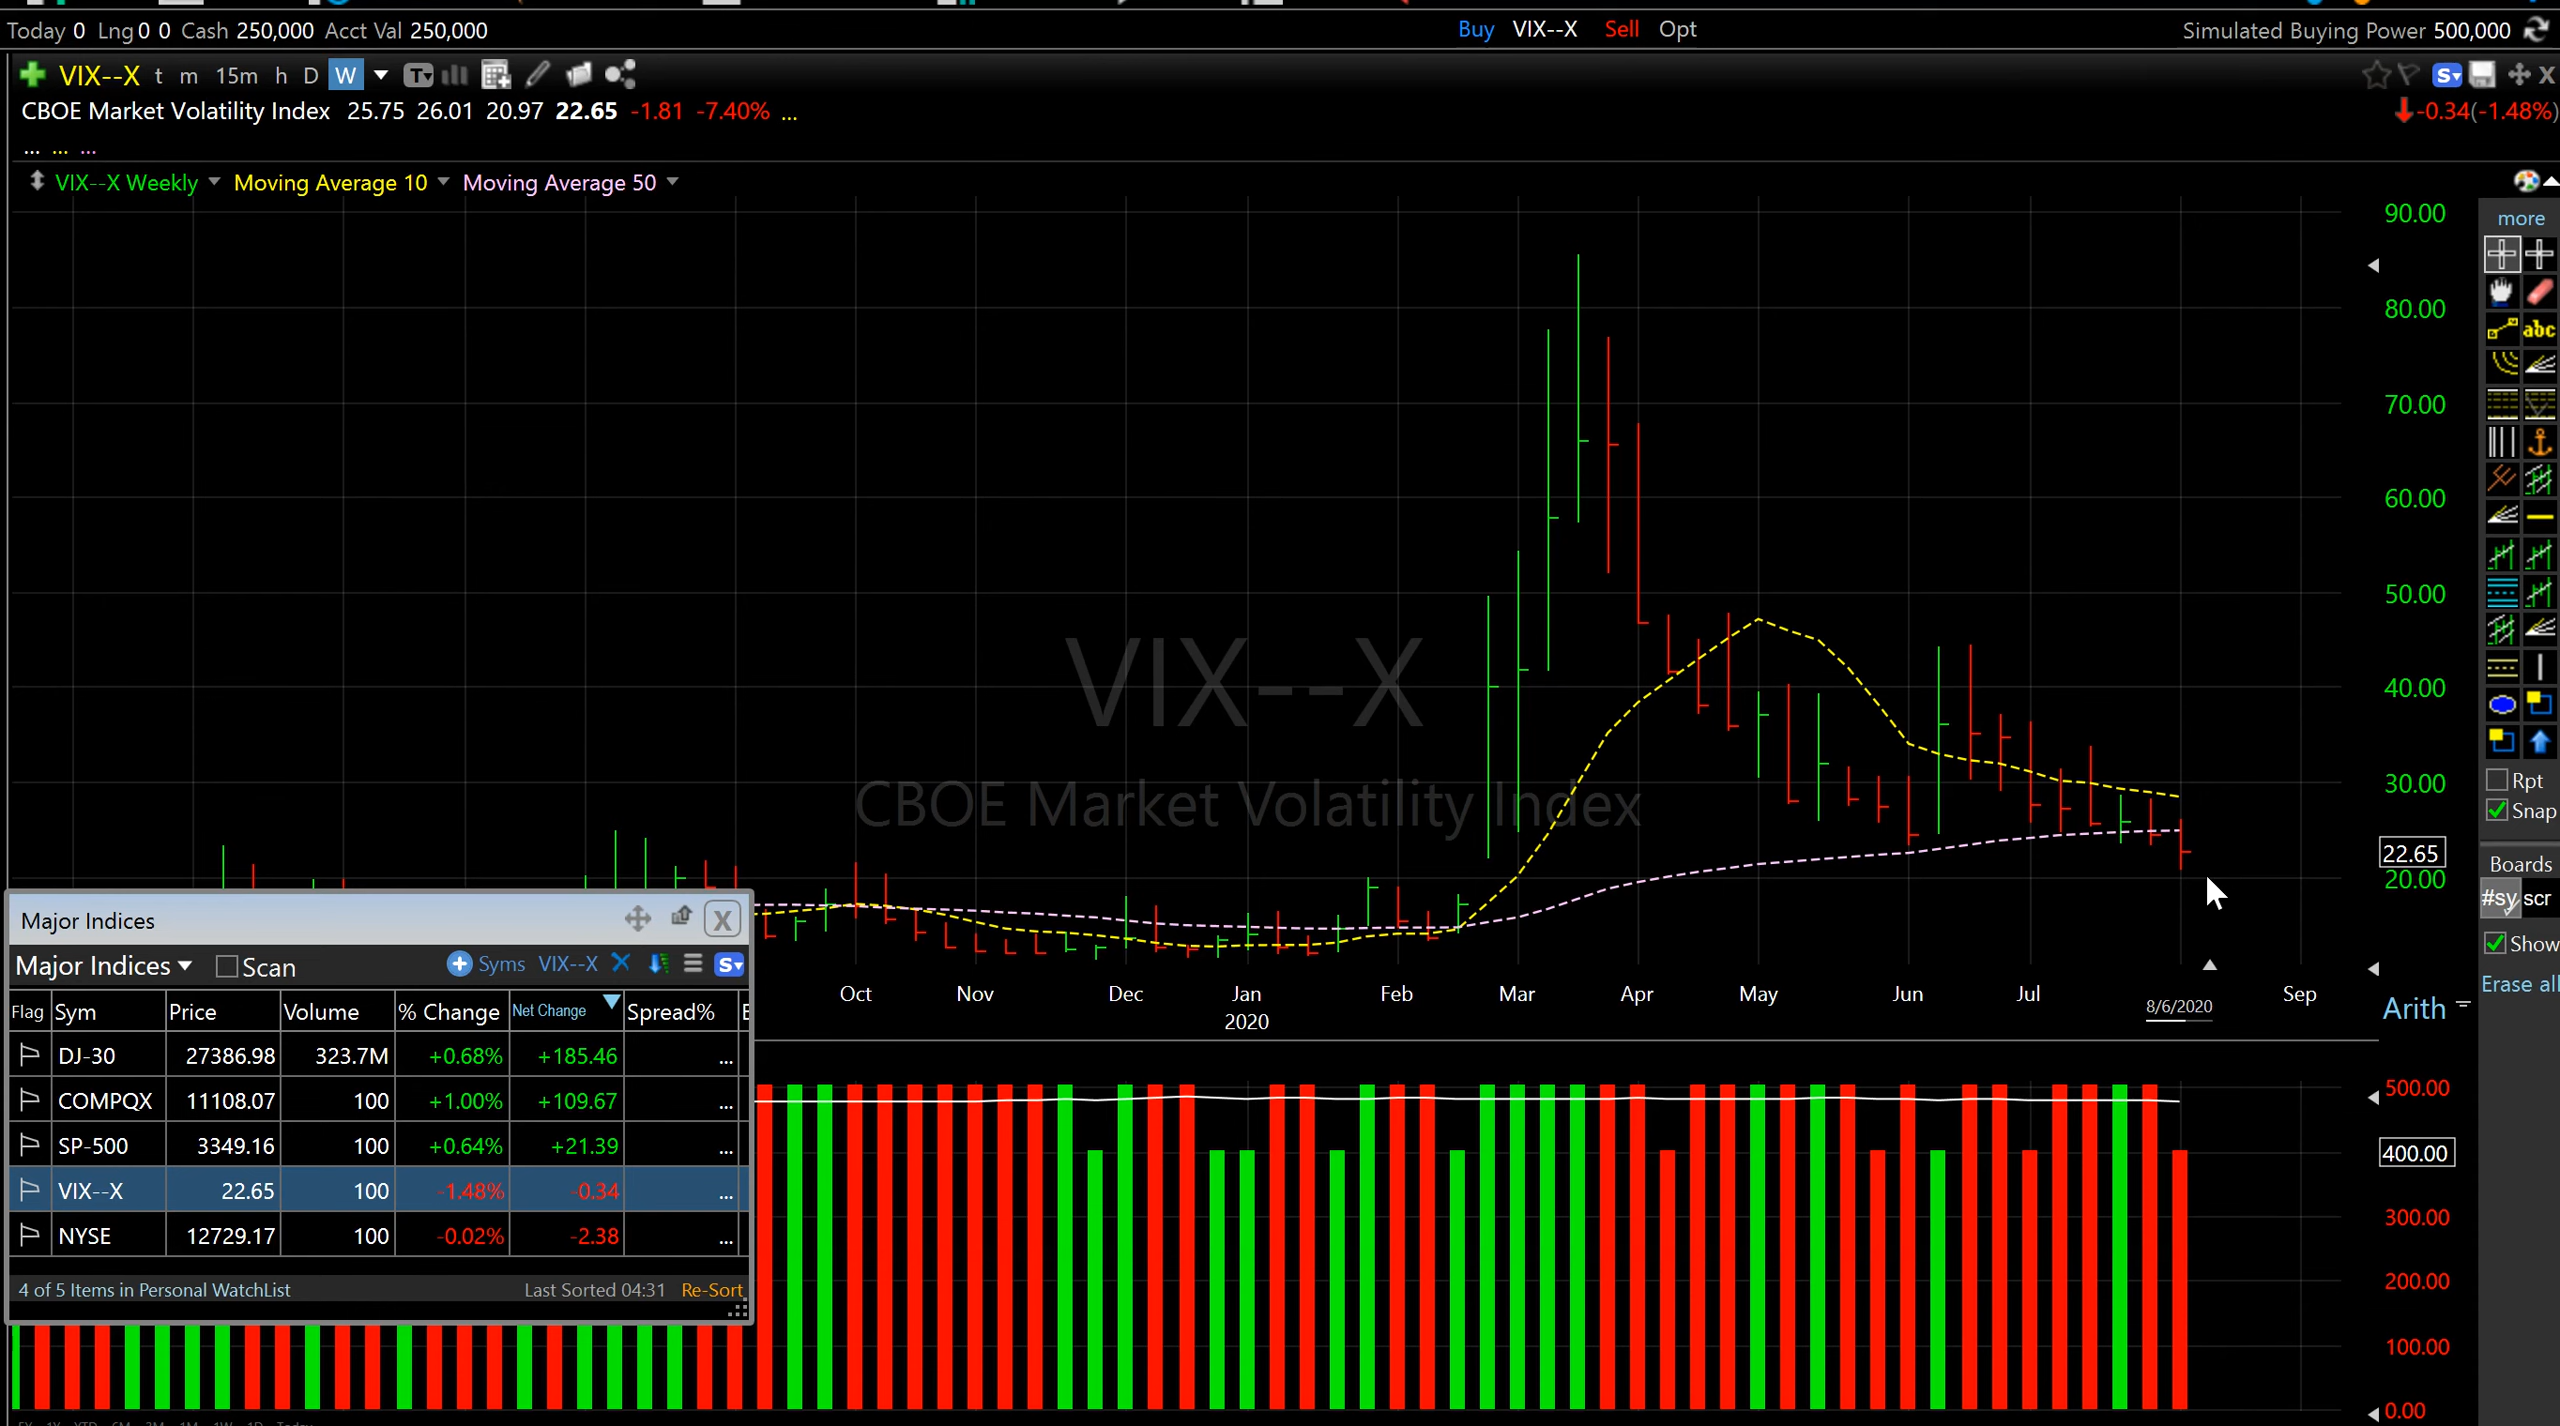 Today 0 Lng 0 0 Cash 250,000 Acct Val 250,000
Buy VIX--X Sell Opt
Simulated Buying Power 500,000
VIX--X t m 15m h D W
CBOE Market Volatility Index 25.75 26.01 20.97 22.65 -1.81 -7.40% ...
-0.34(-1.48%)
... ... ...
VIX--X Weekly Moving Average 10 Moving Average 50
more
abc
90.00
80.00
70.00
60.00
50.00
40.00
30.00
22.65
20.00
VIX--X
CBOE Market Volatility Index
Rpt
Snap
Boards
#sy scr
Show
Erase all
Arith
Oct Nov Dec Jan Feb Mar Apr May Jun Jul 8/6/2020 Sep
2020
Major Indices X
Major Indices Scan Syms VIX--X S
Flag Sym Price Volume % Change Net Change Spread%
DJ-30 27386.98 323.7M +0.68% +185.46 ...
COMPQX 11108.07 100 +1.00% +109.67 ...
SP-500 3349.16 100 +0.64% +21.39 ...
VIX--X 22.65 100 -1.48% -0.34 ...
NYSE 12729.17 100 -0.02% -2.38 ...
4 of 5 Items in Personal WatchList Last Sorted 04:31 Re-Sort
500.00
400.00
300.00
200.00
100.00
0.00